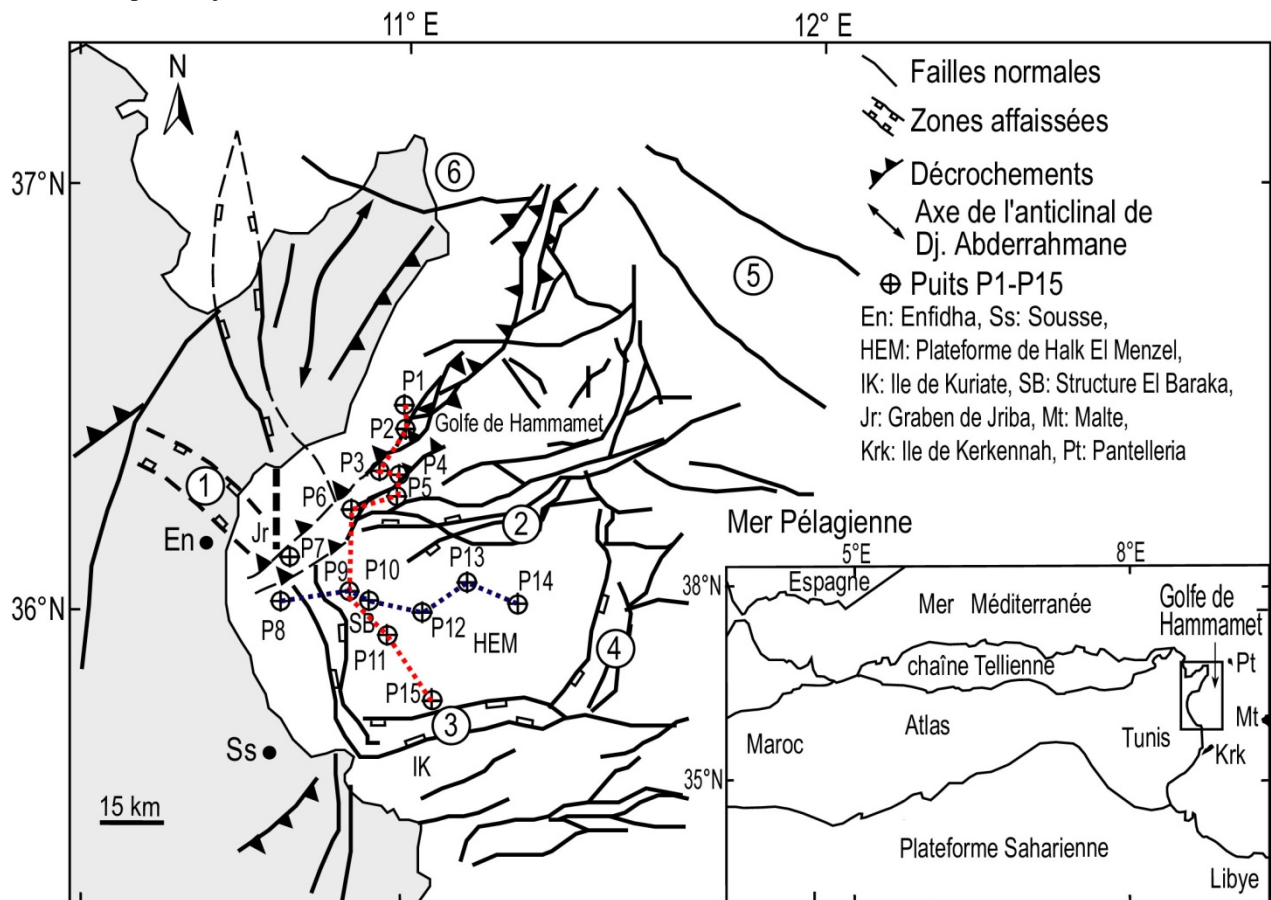 11° E
12° E
N
37°N
36°N
Failles normales
Zones affaissées
Décrochements
Axe de l'anticlinal de
Dj. Abderrahmane
Puits P1-P15
En: Enfidha, Ss: Sousse,
HEM: Plateforme de Halk El Menzel,
IK: Ile de Kuriate, SB: Structure El Baraka,
Jr: Graben de Jriba, Mt: Malte,
Krk: Ile de Kerkennah, Pt: Pantelleria
6
5
P1
P2
Golfe de Hammamet
P3
P4
P5
1
P6
2
Jr
En
P7
P13
P9
P10
P14
P8
SB
P12
HEM
P11
4
P15
3
Ss
IK
15 km
Mer Pélagienne
5°E
8°E
38°N
35°N
Espagne
Mer Méditerranée
Golfe de
Hammamet
chaîne Tellienne
Pt
Maroc
Atlas
Tunis
Mt
Krk
Plateforme Saharienne
Libye